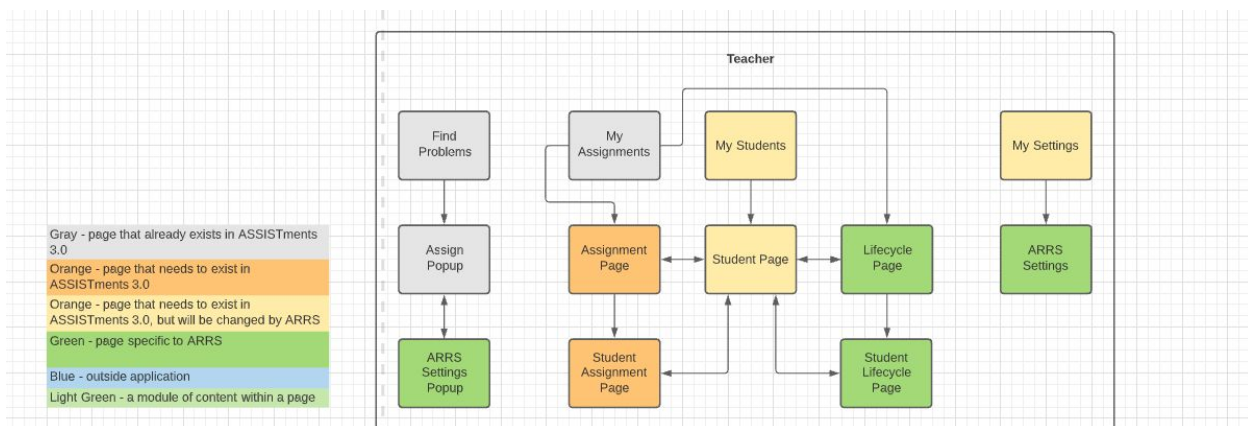 Teacher
Find
Problems
My
Assignments
My Students
My Settings
Gray - page that already exists in ASSISTments
3.0
Orange - page that needs to exist in
ASSISTments 3.0
Orange - page that needs to exist in
ASSISTments 3.0, but will be changed by ARRS
Green - page specific to ARRS
Blue - outside application
Light Green - a module of content within a page
Assign
Popup
Assignment
Page
Student Page
Lifecycle
Page
ARRS
Settings
ARRS
Settings
Popup
Student
Assignment
Page
Student
Lifecycle
Page